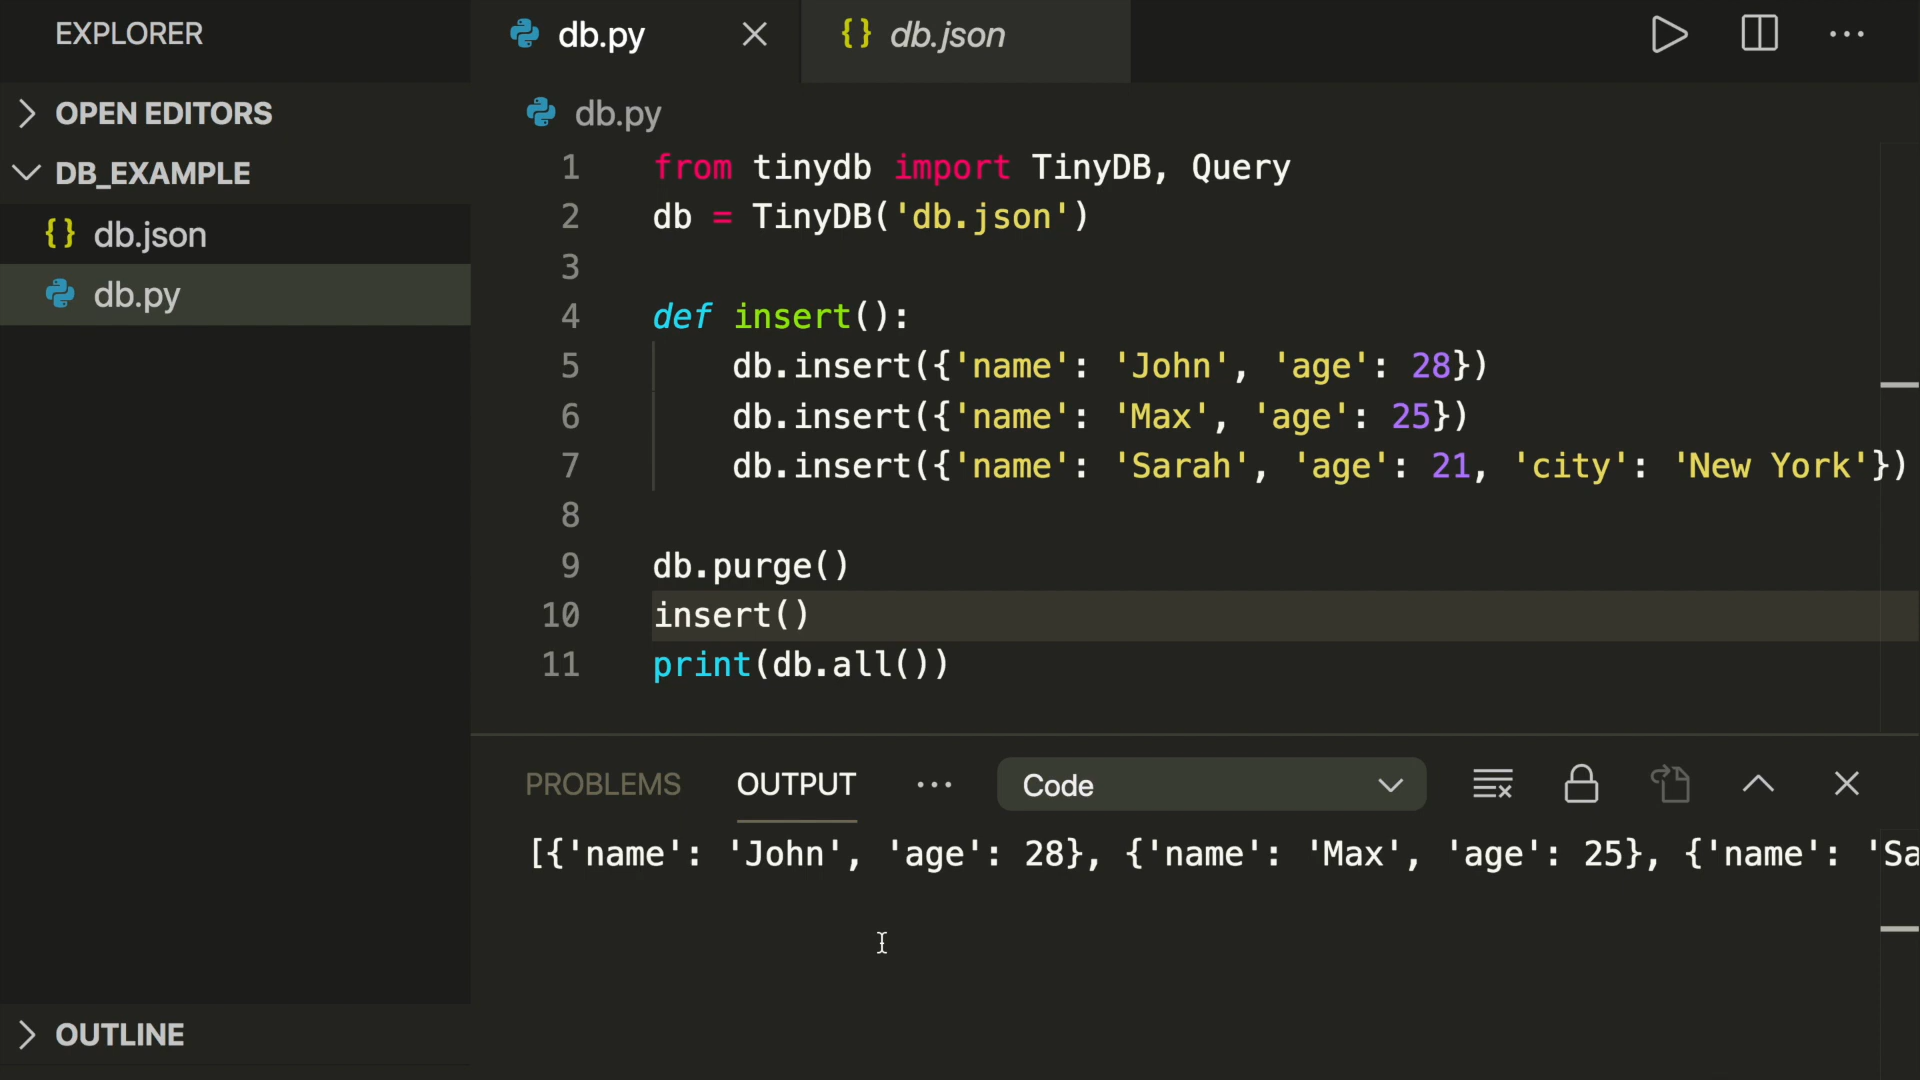 EXPLORER
OPEN EDITORS
DB_EXAMPLE
{} db.json
db.py
OUTLINE
db.py
{} db.json
db.py
1 from tinydb import TinyDB, Query
2 db = TinyDB('db.json')
3
4 def insert():
5 db.insert({'name': 'John', 'age': 28})
6 db.insert({'name': 'Max', 'age': 25})
7 db.insert({'name': 'Sarah', 'age': 21, 'city': 'New York'})
8
9 db.purge()
10 insert()
11 print(db.all())
PROBLEMS OUTPUT ··· Code
[{'name': 'John', 'age': 28}, {'name': 'Max', 'age': 25}, {'name': 'Sa